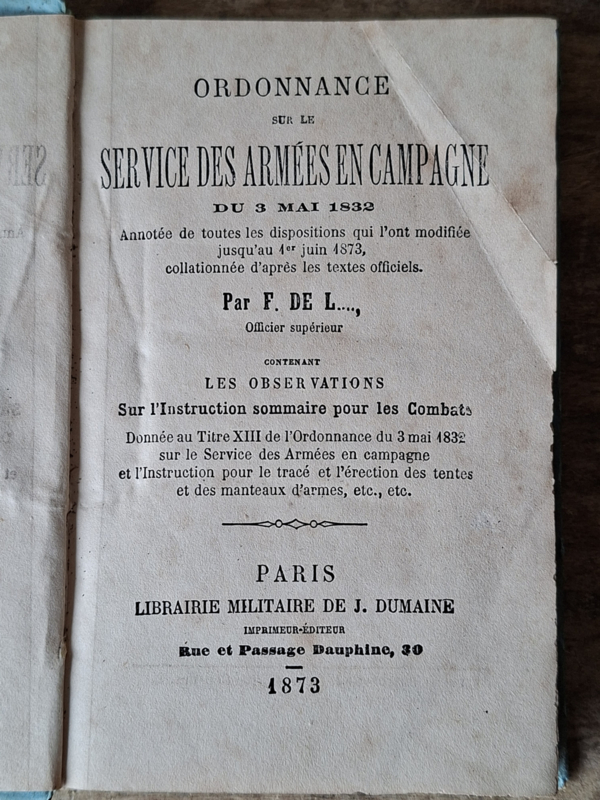 ORDONNANCE
SUR LE
SERVICE DES ARMÉES EN CAMPAGNE
DU 3 MAI 1832
Annotée de toutes les dispositions qui l'ont modifiée
jusqu'au 1er juin 1873,
collationnée d'après les textes officiels.
Par F. DE L....,
Officier supérieur
CONTENANT
LES OBSERVATIONS
Sur l'Instruction sommaire pour les Combats
Donnée au Titre XIII de l'Ordonnance du 3 mai 1832
sur le Service des Armées en campagne
et l'Instruction pour le tracé et l'érection des tentes
et des manteaux d'armes, etc., etc.
PARIS
LIBRAIRIE MILITAIRE DE J. DUMAINE
IMPRIMEUR-ÉDITEUR
Rue et Passage Dauphine, 30
1873